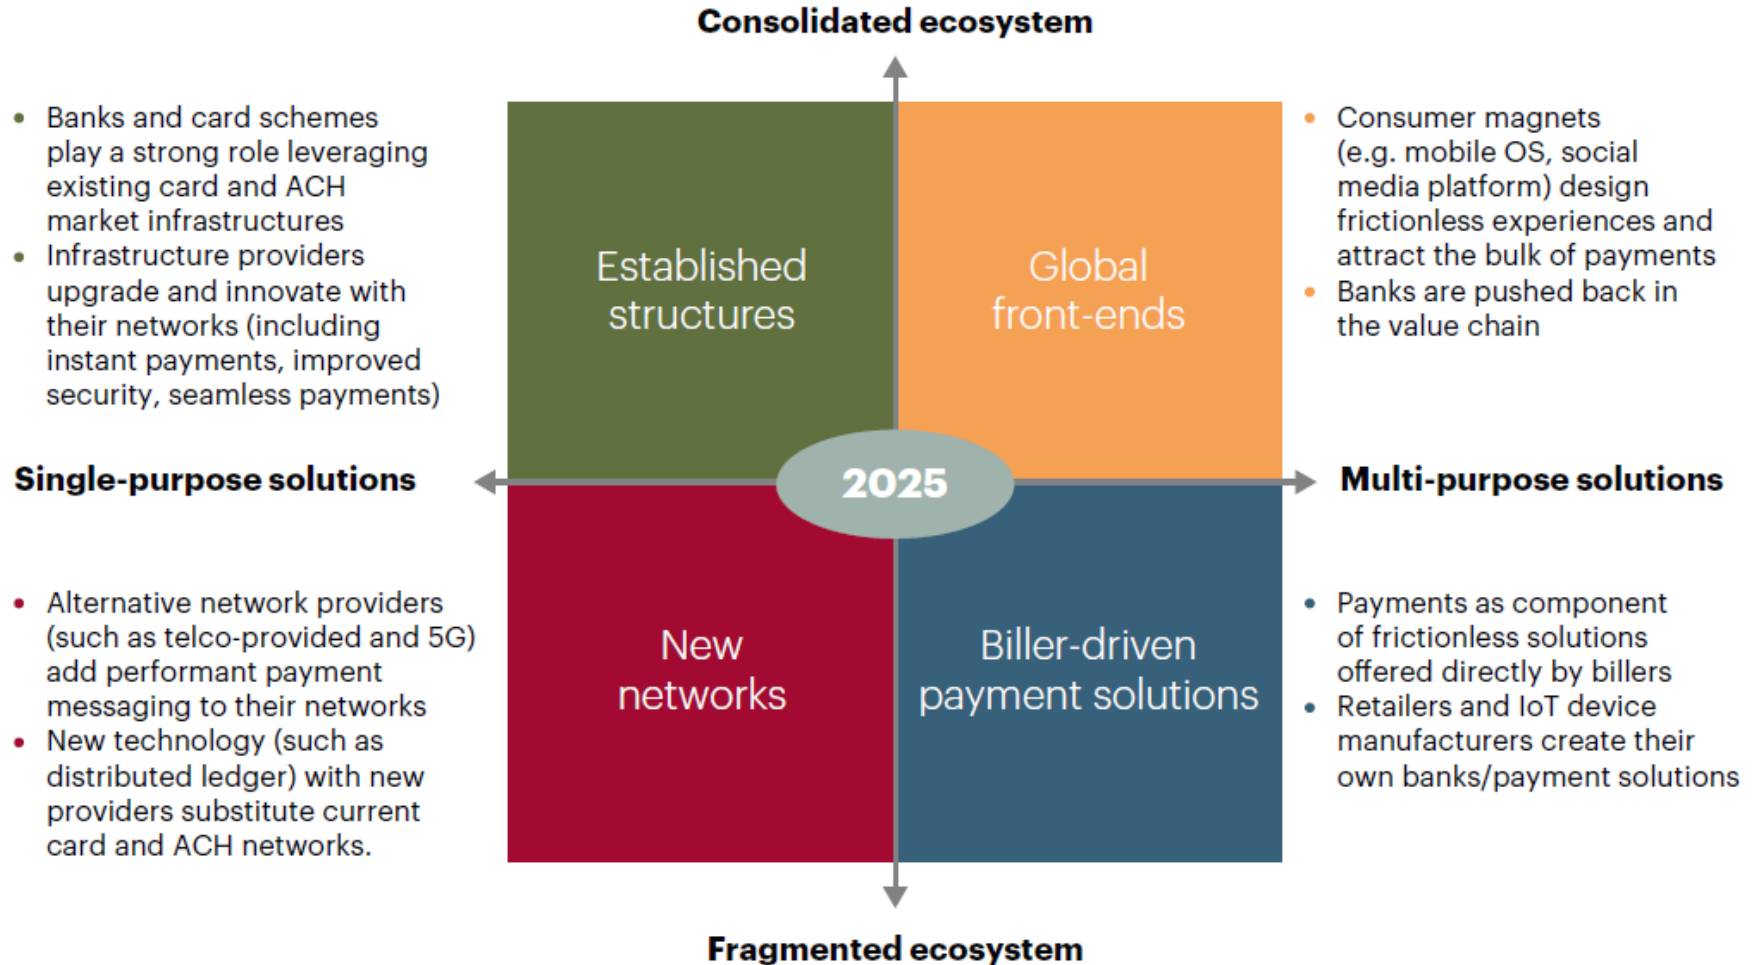 Consolidated ecosystem
• Banks and card schemes
play a strong role leveraging
existing card and ACH
market infrastructures
• Infrastructure providers
upgrade and innovate with
their networks (including
instant payments, improved
security, seamless payments)
Established
structures
Global
front-ends
• Consumer magnets
(e.g. mobile OS, social
media platform) design
frictionless experiences and
attract the bulk of payments
• Banks are pushed back in
the value chain
Single-purpose solutions
2025
Multi-purpose solutions
• Alternative network providers
(such as telco-provided and 5G)
add performant payment
messaging to their networks
• New technology (such as
distributed ledger) with new
providers substitute current
card and ACH networks.
New
networks
Biller-driven
payment solutions
• Payments as component
of frictionless solutions
offered directly by billers
• Retailers and IoT device
manufacturers create their
own banks/payment solutions
Fragmented ecosystem